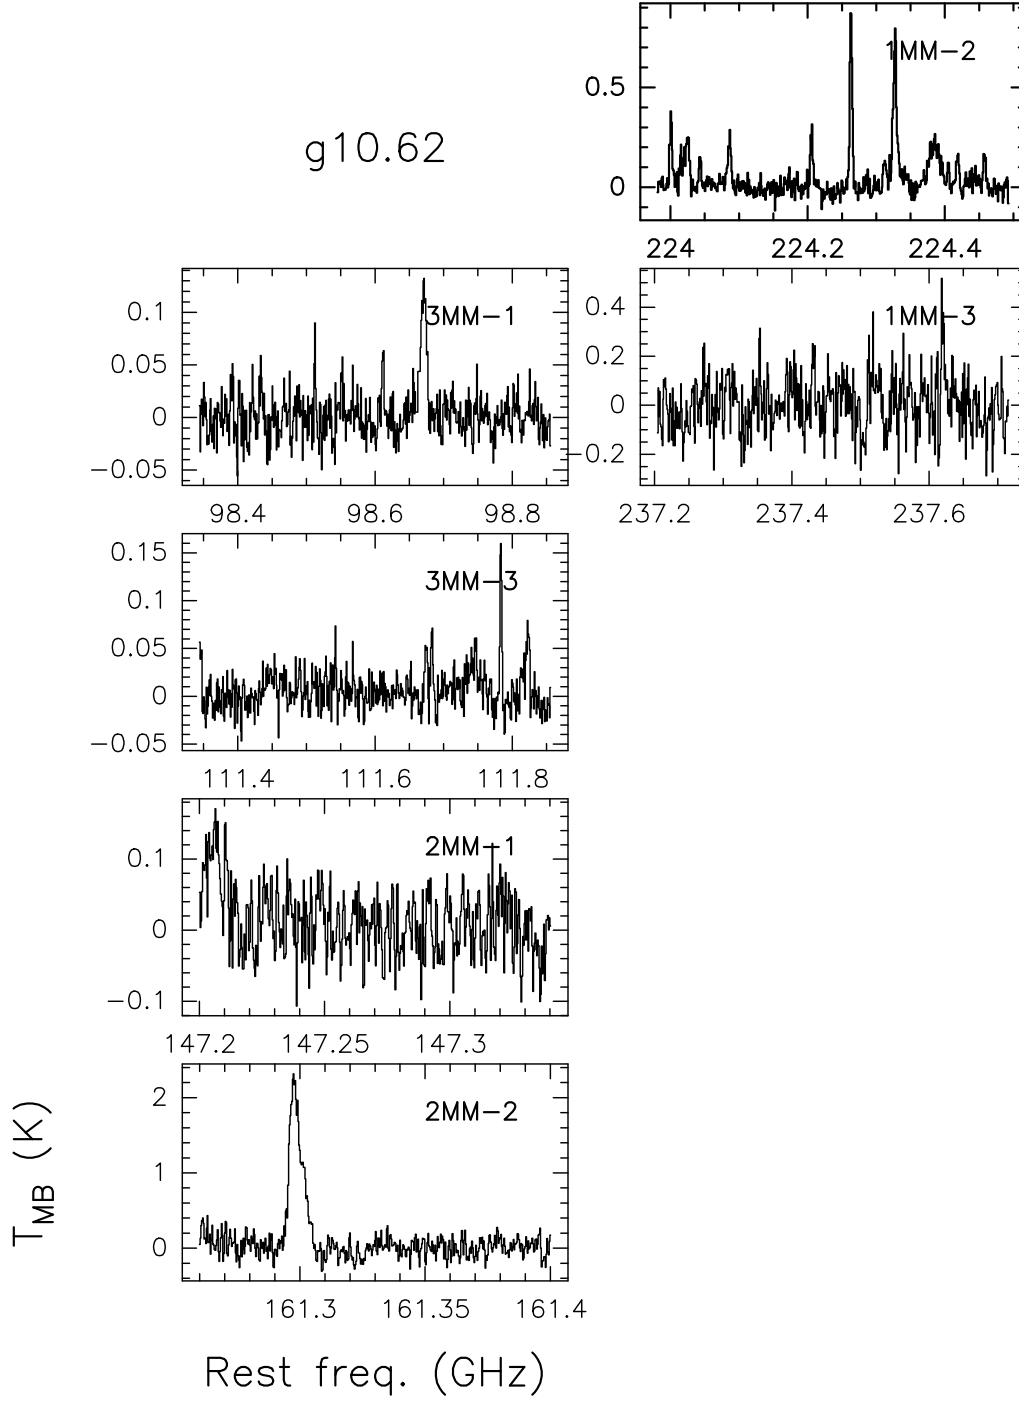 1MM−2
0.5
0
224 224.2 224.4
g10.62
3MM−1
0.1
0.05
0
−0.05
98.4 98.6 98.8
1MM−3
0.4
0.2
0
−0.2
237.2 237.4 237.6
3MM−3
0.15
0.1
0.05
0
−0.05
111.4 111.6 111.8
2MM−1
0.1
0
−0.1
147.2 147.25 147.3
2MM−2
2
1
0
161.3 161.35 161.4
T_MB (K)
Rest freq. (GHz)